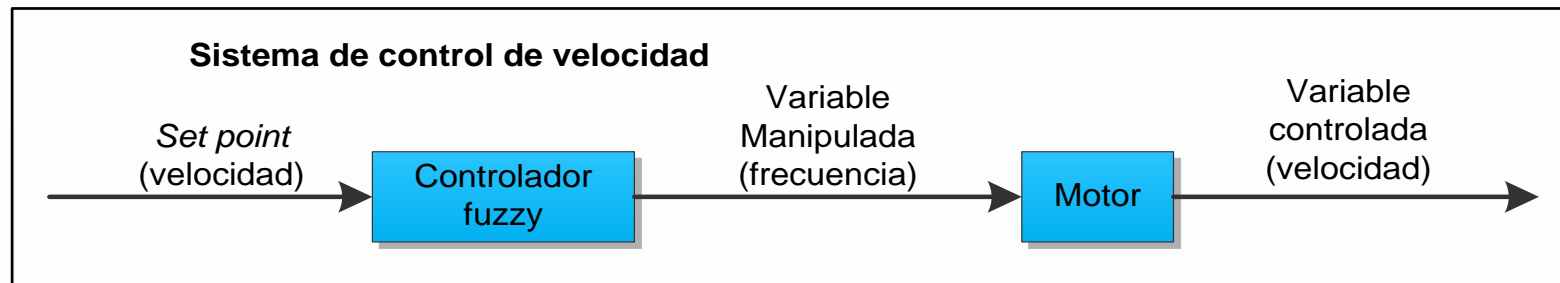 Sistema de control de velocidad
Set point
(velocidad)
Controlador
fuzzy
Variable
Manipulada
(frecuencia)
Motor
Variable
controlada
(velocidad)